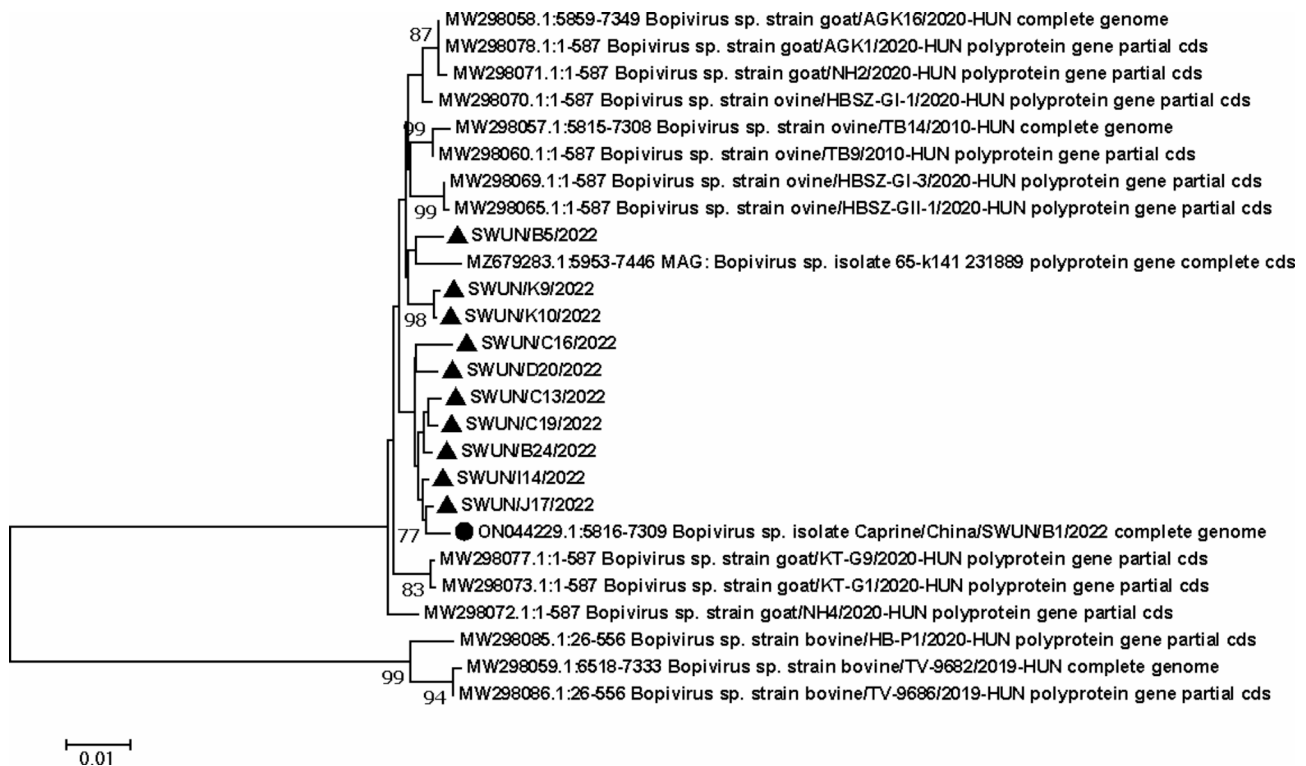 MW298058.1:5859-7349 Bopivirus sp. strain goat/AGK16/2020-HUN complete genome
87
MW298078.1:1-587 Bopivirus sp. strain goat/AGK1/2020-HUN polyprotein gene partial cds
MW298071.1:1-587 Bopivirus sp. strain goat/NH2/2020-HUN polyprotein gene partial cds
MW298070.1:1-587 Bopivirus sp. strain ovine/HBSZ-GI-1/2020-HUN polyprotein gene partial cds
99
MW298057.1:5815-7308 Bopivirus sp. strain ovine/TB14/2010-HUN complete genome
MW298060.1:1-587 Bopivirus sp. strain ovine/TB9/2010-HUN polyprotein gene partial cds
MW298069.1:1-587 Bopivirus sp. strain ovine/HBSZ-GI-3/2020-HUN polyprotein gene partial cds
99
MW298065.1:1-587 Bopivirus sp. strain ovine/HBSZ-GII-1/2020-HUN polyprotein gene partial cds
SWUN/B5/2022
MZ679283.1:5953-7446 MAG: Bopivirus sp. isolate 65-k141 231889 polyprotein gene complete cds
SWUN/K9/2022
98
SWUN/K10/2022
SWUN/C16/2022
SWUN/D20/2022
SWUN/C13/2022
SWUN/C19/2022
SWUN/B24/2022
SWUN/I14/2022
SWUN/J17/2022
77
ON044229.1:5816-7309 Bopivirus sp. isolate Caprine/China/SWUN/B1/2022 complete genome
MW298077.1:1-587 Bopivirus sp. strain goat/KT-G9/2020-HUN polyprotein gene partial cds
83
MW298073.1:1-587 Bopivirus sp. strain goat/KT-G1/2020-HUN polyprotein gene partial cds
MW298072.1:1-587 Bopivirus sp. strain goat/NH4/2020-HUN polyprotein gene partial cds
MW298085.1:26-556 Bopivirus sp. strain bovine/HB-P1/2020-HUN polyprotein gene partial cds
99
MW298059.1:6518-7333 Bopivirus sp. strain bovine/TV-9682/2019-HUN complete genome
94
MW298086.1:26-556 Bopivirus sp. strain bovine/TV-9686/2019-HUN polyprotein gene partial cds
0.01